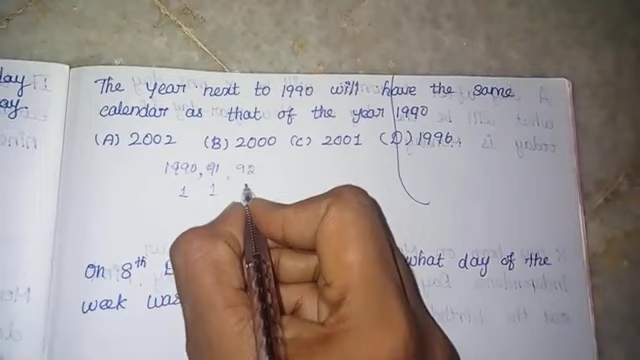 The year next to 1990 will have the same
calendar as that of the year 1990
(A) 2002 (B) 2000 (C) 2001 (D) 1996
1990, 91, 92
1 1
On 8th what day of the
week was